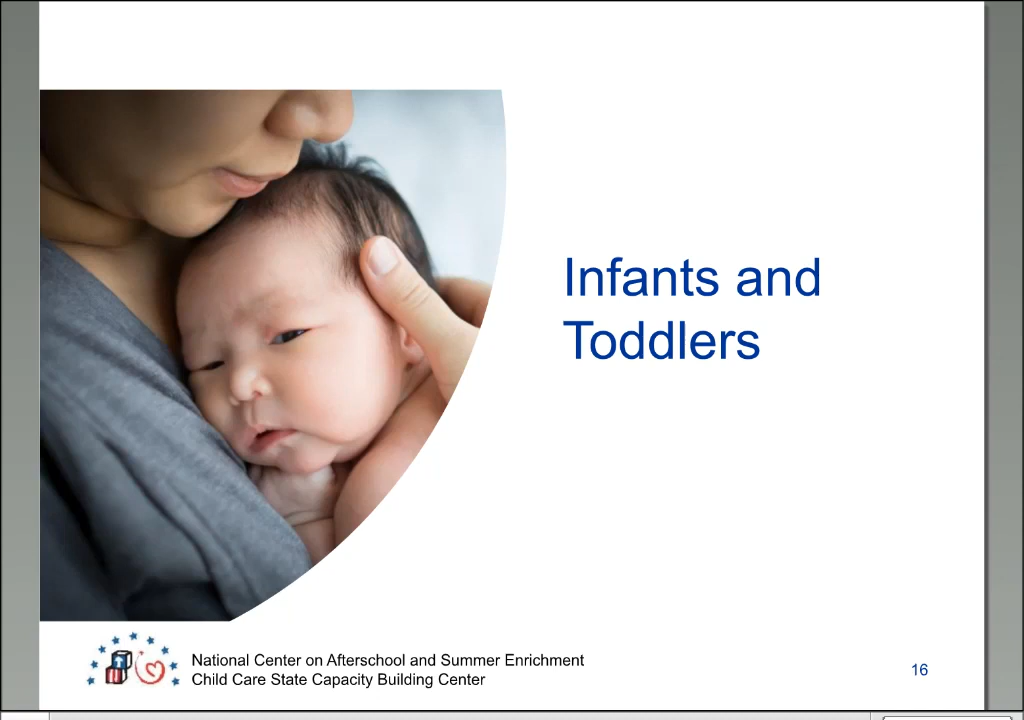 Infants and
Toddlers
National Center on Afterschool and Summer Enrichment
Child Care State Capacity Building Center
16